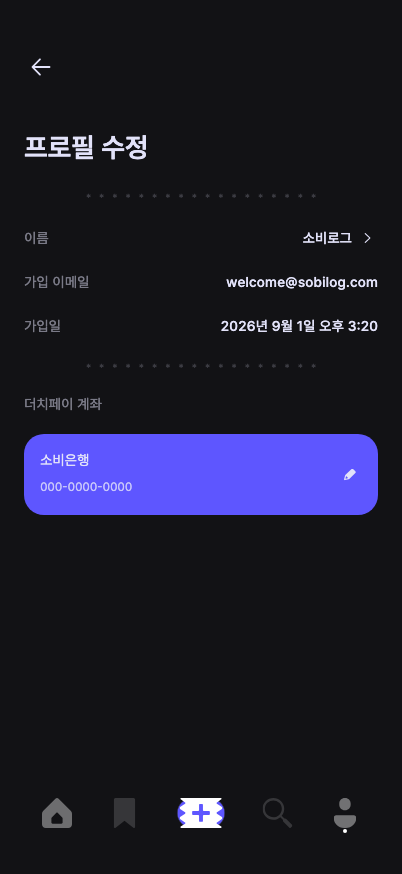 프로필 수정
이름 소비로그
가입 이메일 welcome@sobilog.com
가입일 2026년 9월 1일 오후 3:20
더치페이 계좌
소비은행
000-0000-0000